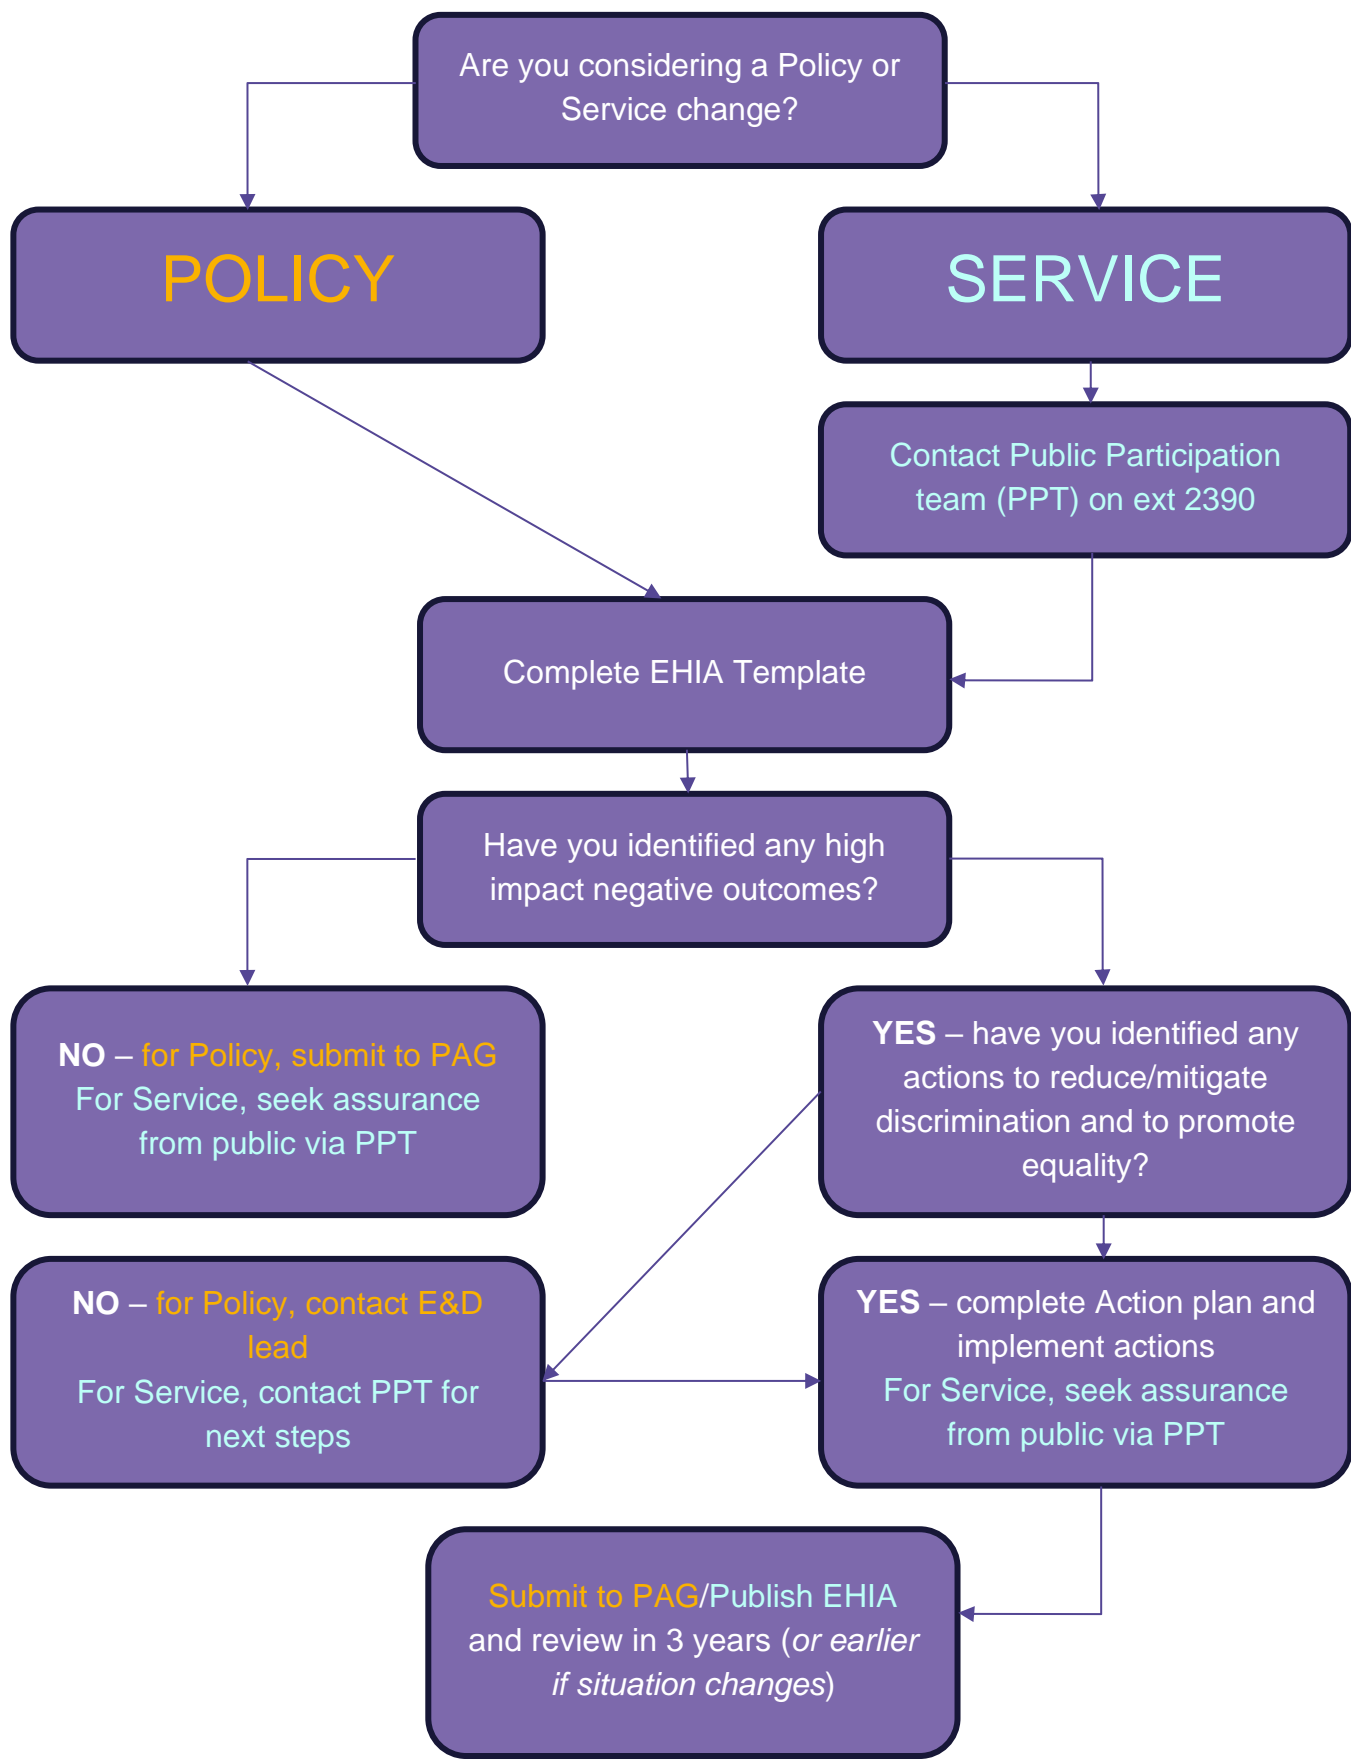 Are you considering a Policy or
Service change?
POLICY
SERVICE
Contact Public Participation
team (PPT) on ext 2390
Complete EHIA Template
Have you identified any high
impact negative outcomes?
NO – for Policy, submit to PAG
For Service, seek assurance
from public via PPT
YES – have you identified any
actions to reduce/mitigate
discrimination and to promote
equality?
NO – for Policy, contact E&D
lead
For Service, contact PPT for
next steps
YES – complete Action plan and
implement actions
For Service, seek assurance
from public via PPT
Submit to PAG/Publish EHIA
and review in 3 years (or earlier
if situation changes)